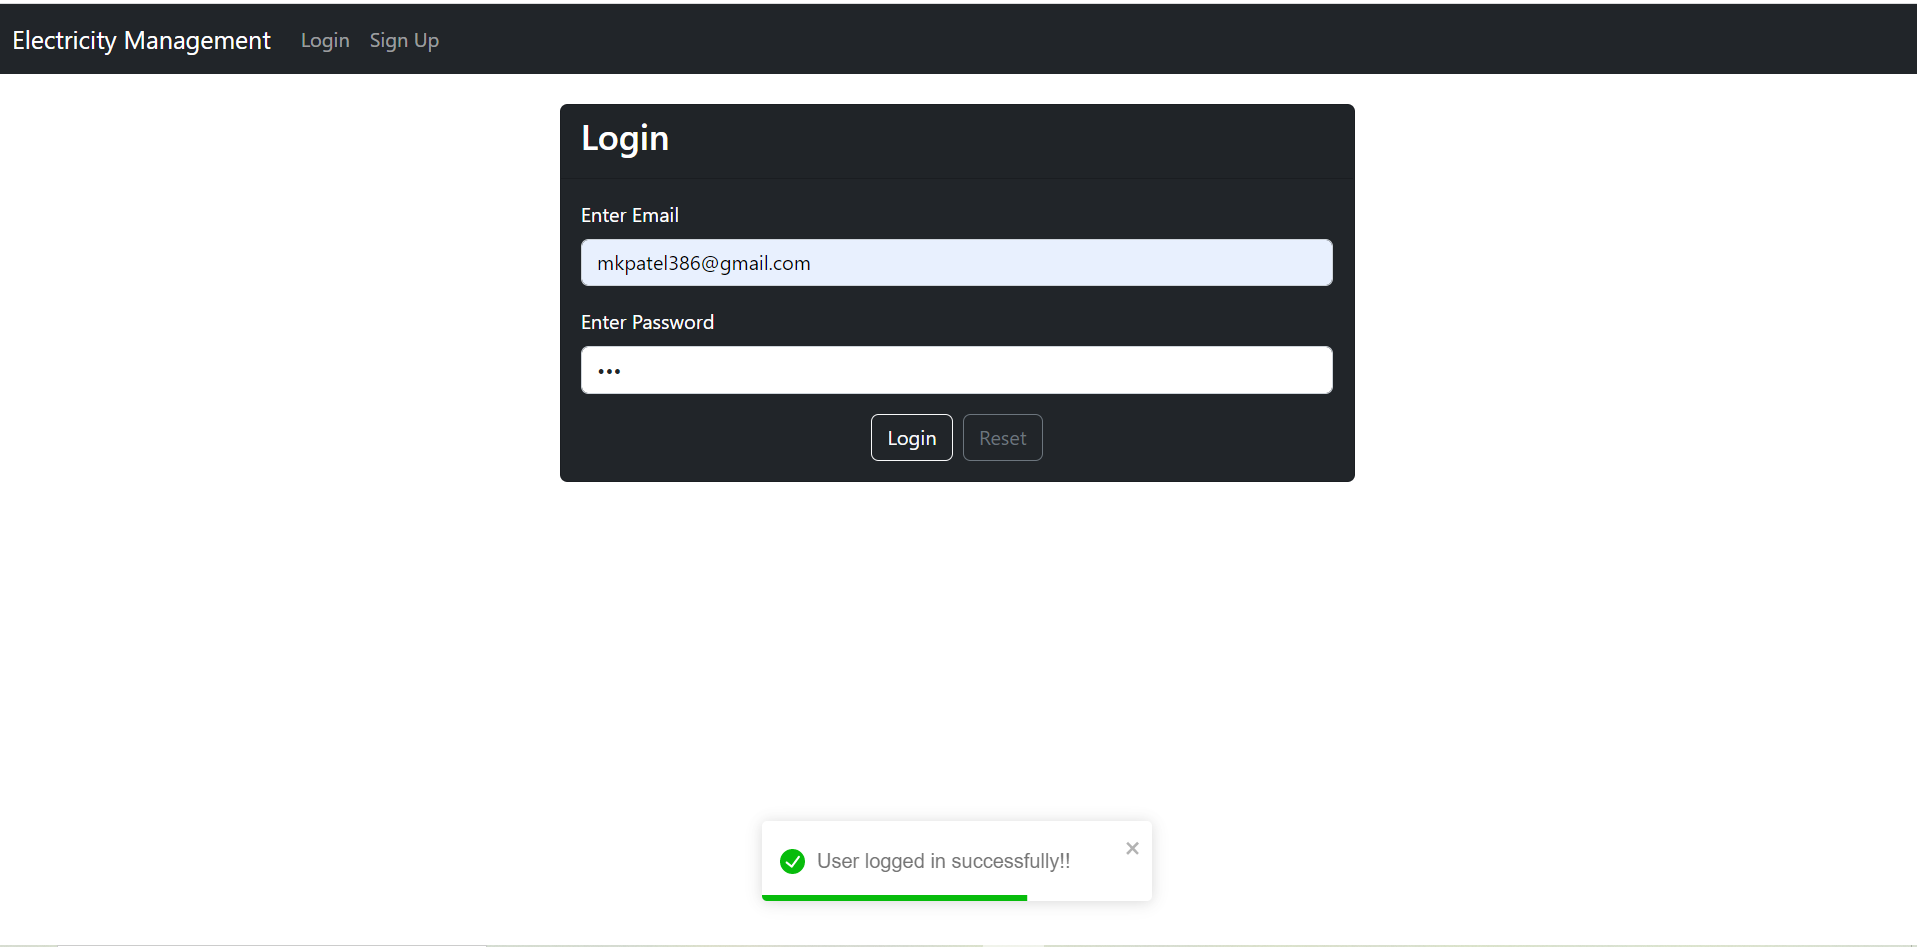 Electricity Management Login Sign Up
Login
Enter Email
mkpatel386@gmail.com
Enter Password
•••
Login Reset
User logged in successfully!!